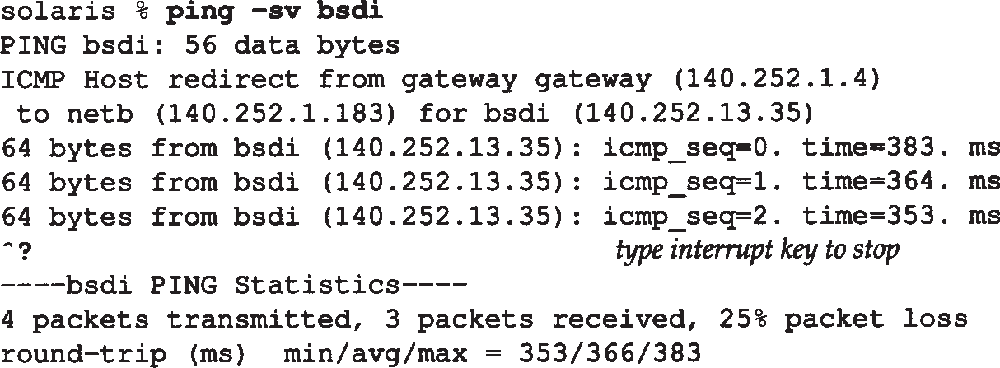 solaris % ping -sv bsdi
PING bsdi: 56 data bytes
ICMP Host redirect from gateway gateway (140.252.1.4)
 to netb (140.252.1.183) for bsdi (140.252.13.35)
64 bytes from bsdi (140.252.13.35): icmp_seq=0. time=383. ms
64 bytes from bsdi (140.252.13.35): icmp_seq=1. time=364. ms
64 bytes from bsdi (140.252.13.35): icmp_seq=2. time=353. ms
^? type interrupt key to stop
----bsdi PING Statistics----
4 packets transmitted, 3 packets received, 25% packet loss
round-trip (ms)  min/avg/max = 353/366/383